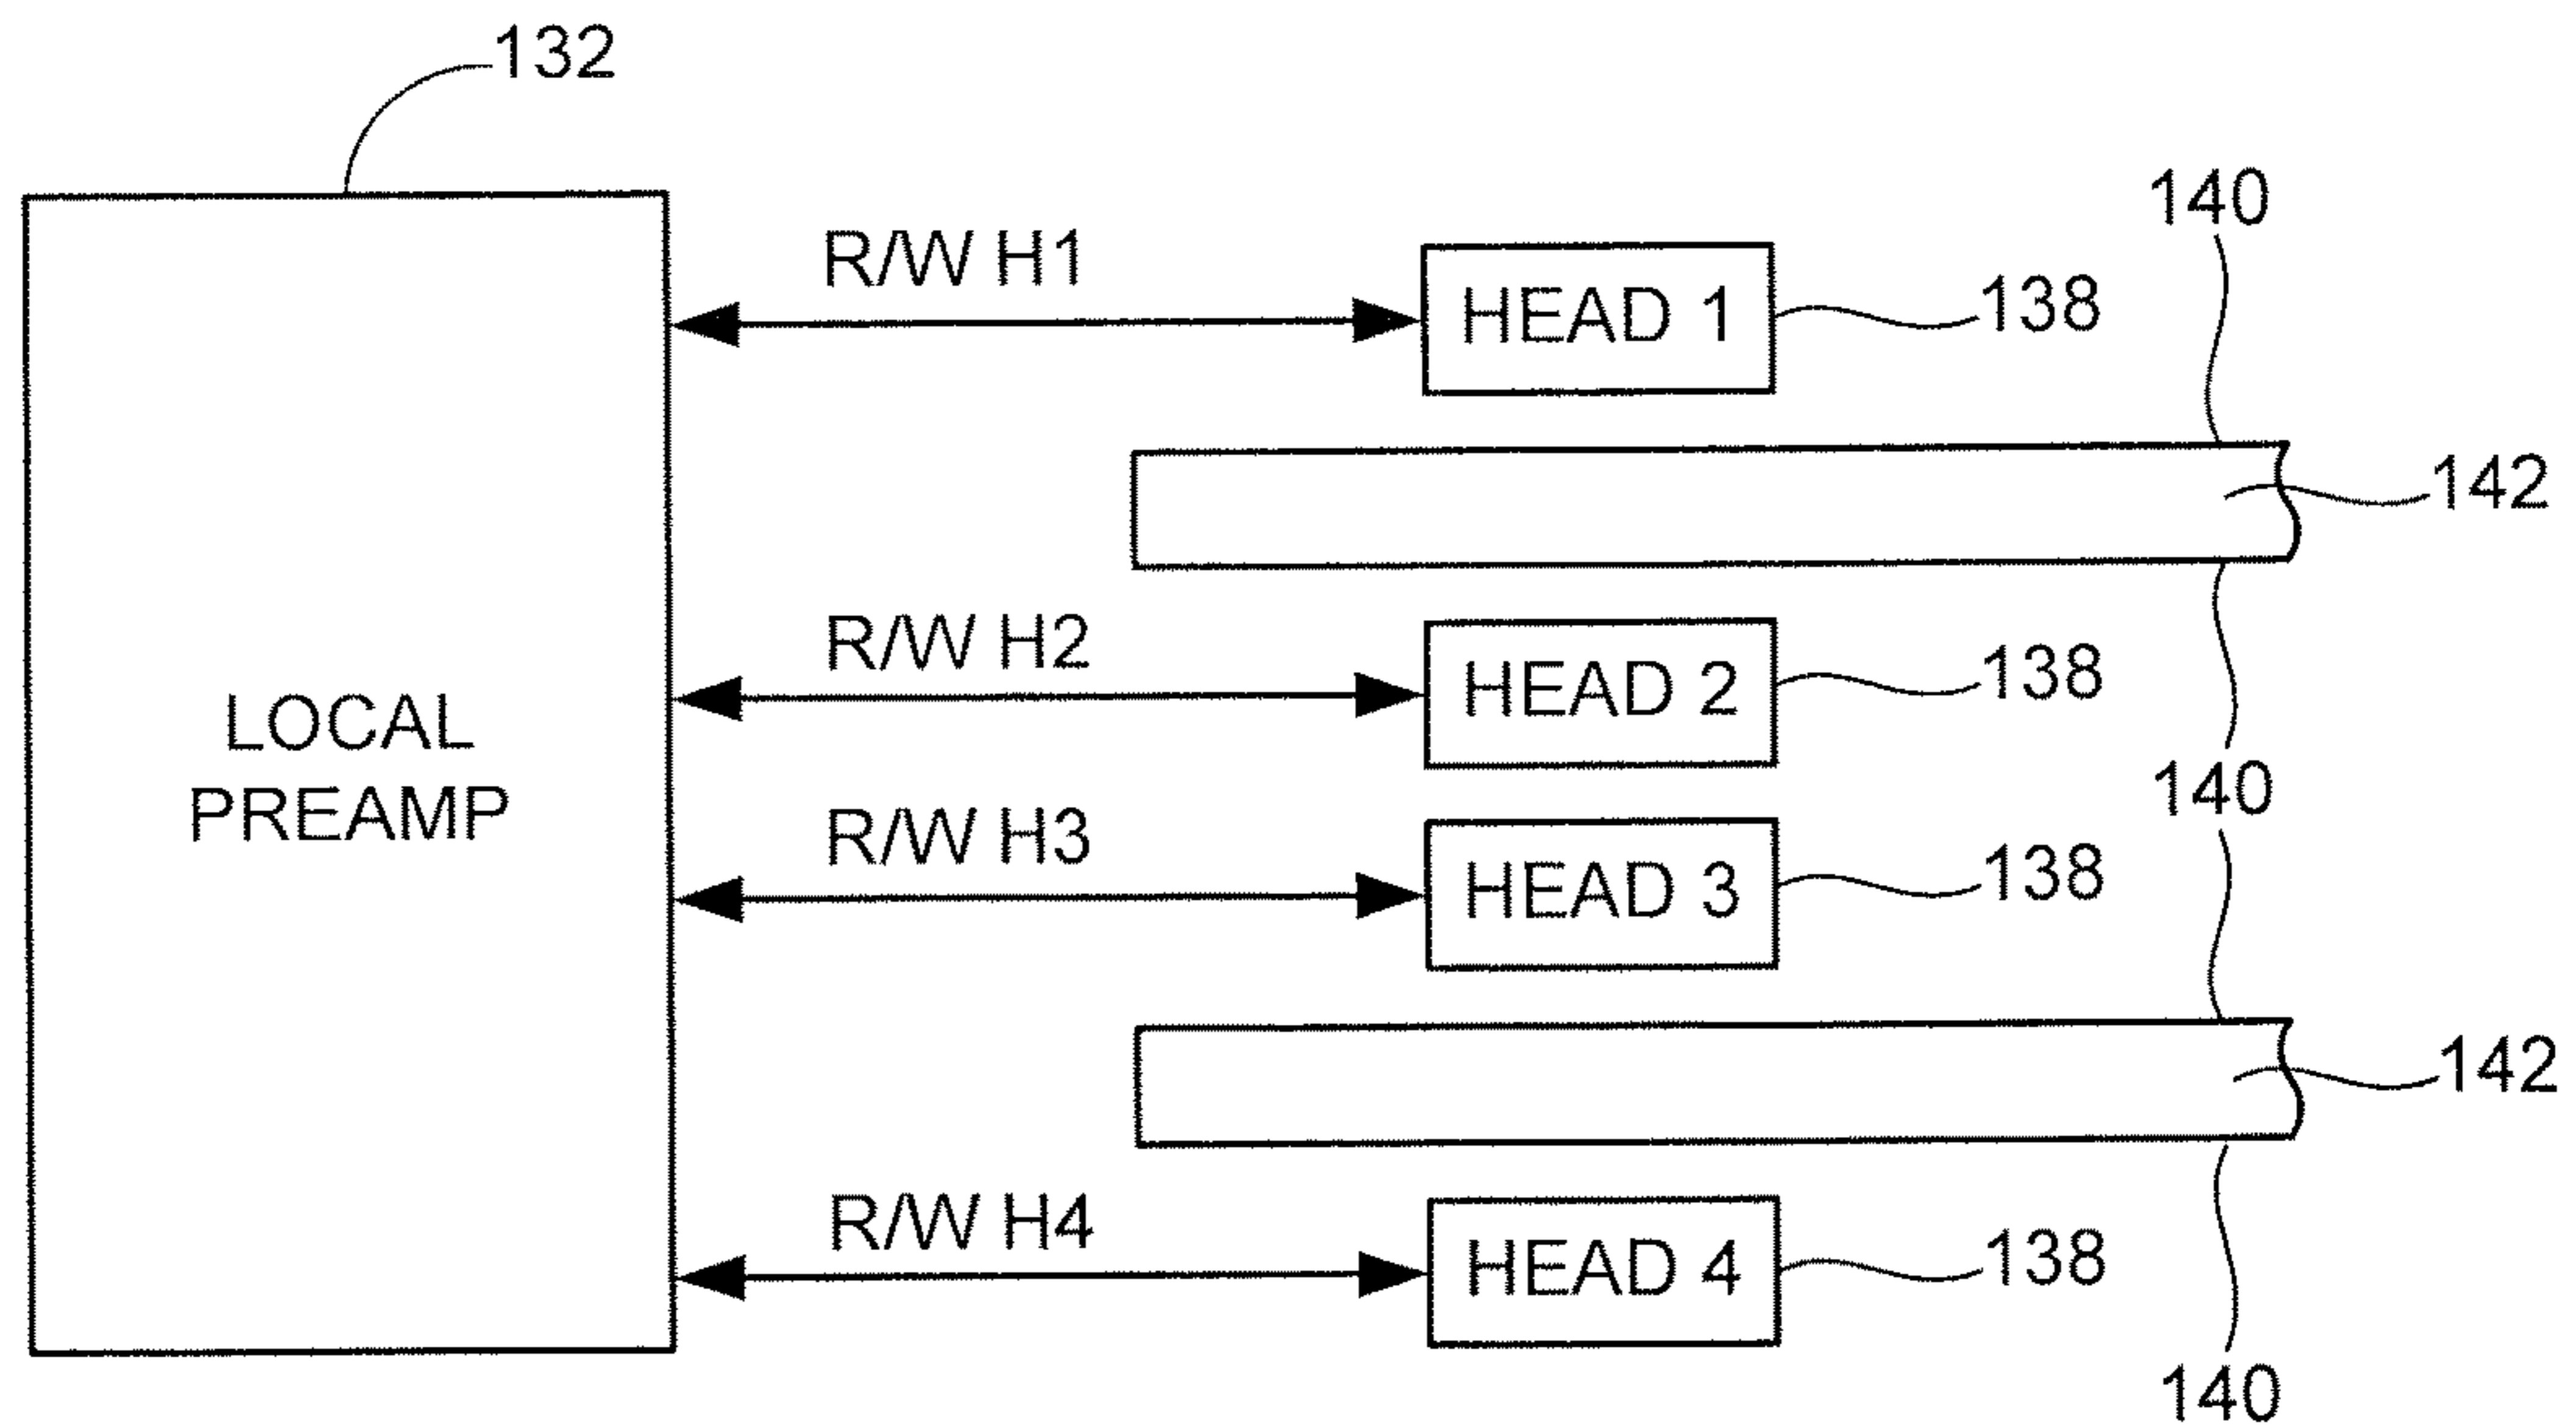 132
140
R/W H1
HEAD 1
138
142
R/W H2
HEAD 2
138
LOCAL
PREAMP
140
R/W H3
HEAD 3
138
142
R/W H4
HEAD 4
138
140